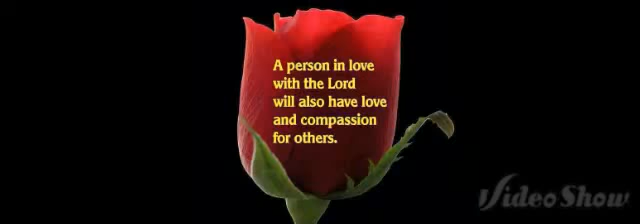 A person in love
with the Lord
will also have love
and compassion
for others.
VideoShow